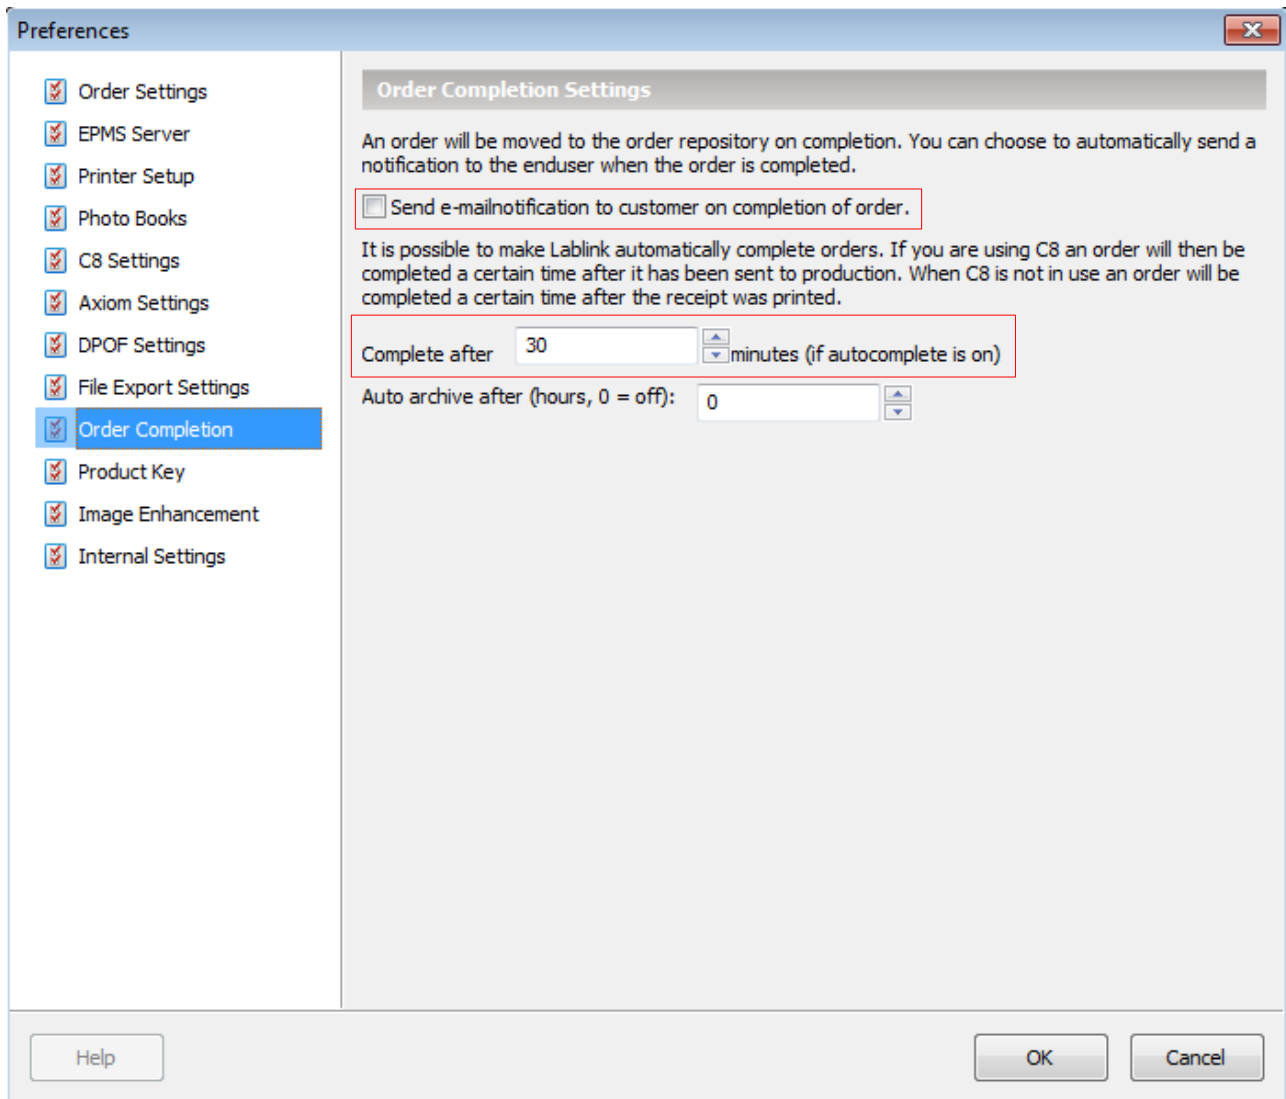 Preferences
Order Settings
EPMS Server
Printer Setup
Photo Books
C8 Settings
Axiom Settings
DPOF Settings
File Export Settings
Order Completion
Product Key
Image Enhancement
Internal Settings
Order Completion Settings
An order will be moved to the order repository on completion. You can choose to automatically send a
notification to the enduser when the order is completed.
Send e-mailnotification to customer on completion of order.
It is possible to make Lablink automatically complete orders. If you are using C8 an order will then be
completed a certain time after it has been sent to production. When C8 is not in use an order will be
completed a certain time after the receipt was printed.
Complete after 30 minutes (if autocomplete is on)
Auto archive after (hours, 0 = off): 0
Help OK Cancel